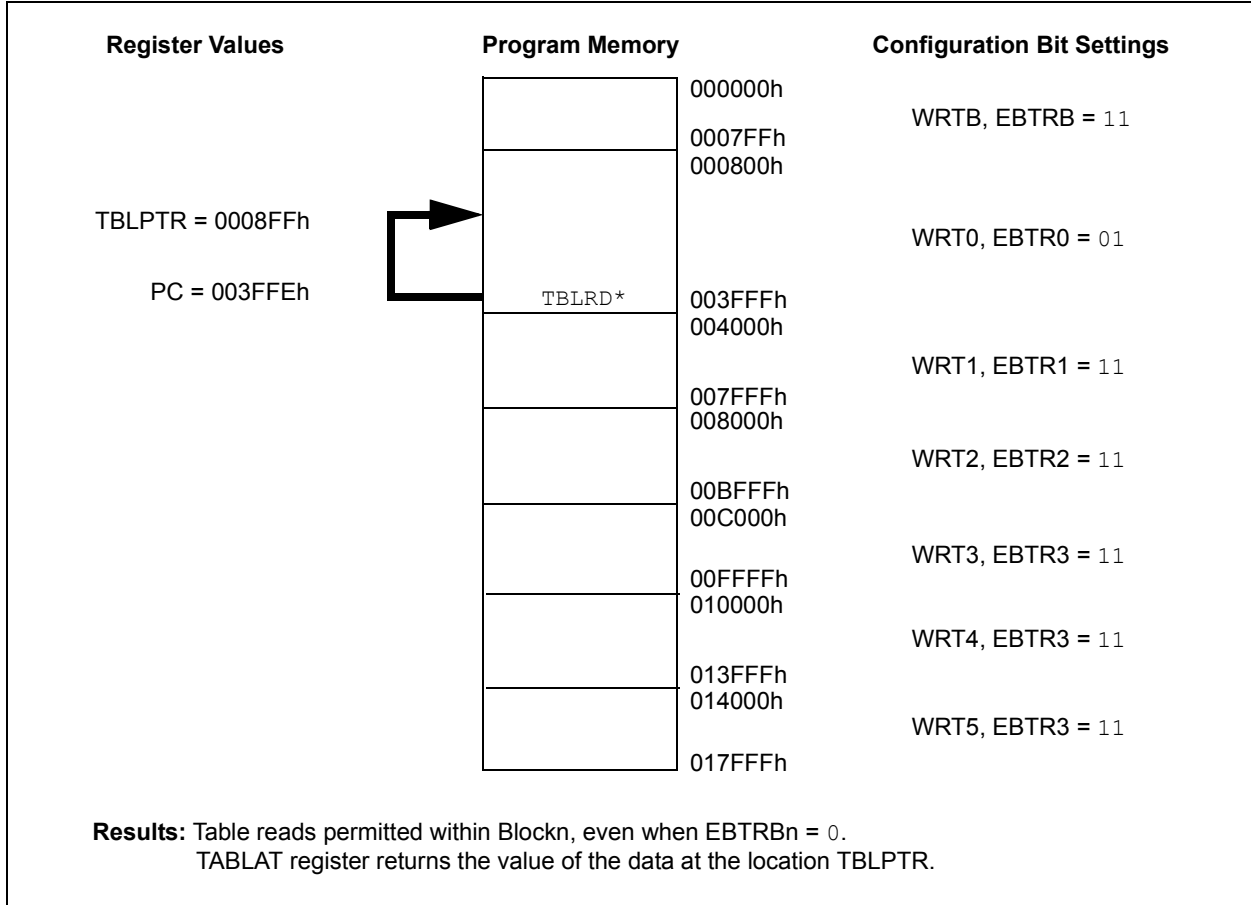 Register Values Program Memory Configuration Bit Settings
000000h
WRTB, EBTRB = 11
0007FFh
000800h
TBLPTR = 0008FFh
WRT0, EBTR0 = 01
PC = 003FFEh
TBLRD*
003FFFh
004000h
WRT1, EBTR1 = 11
007FFFh
008000h
WRT2, EBTR2 = 11
00BFFFh
00C000h
WRT3, EBTR3 = 11
00FFFFh
010000h
WRT4, EBTR3 = 11
013FFFh
014000h
WRT5, EBTR3 = 11
017FFFh
Results: Table reads permitted within Blockn, even when EBTRBn = 0.
TABLAT register returns the value of the data at the location TBLPTR.